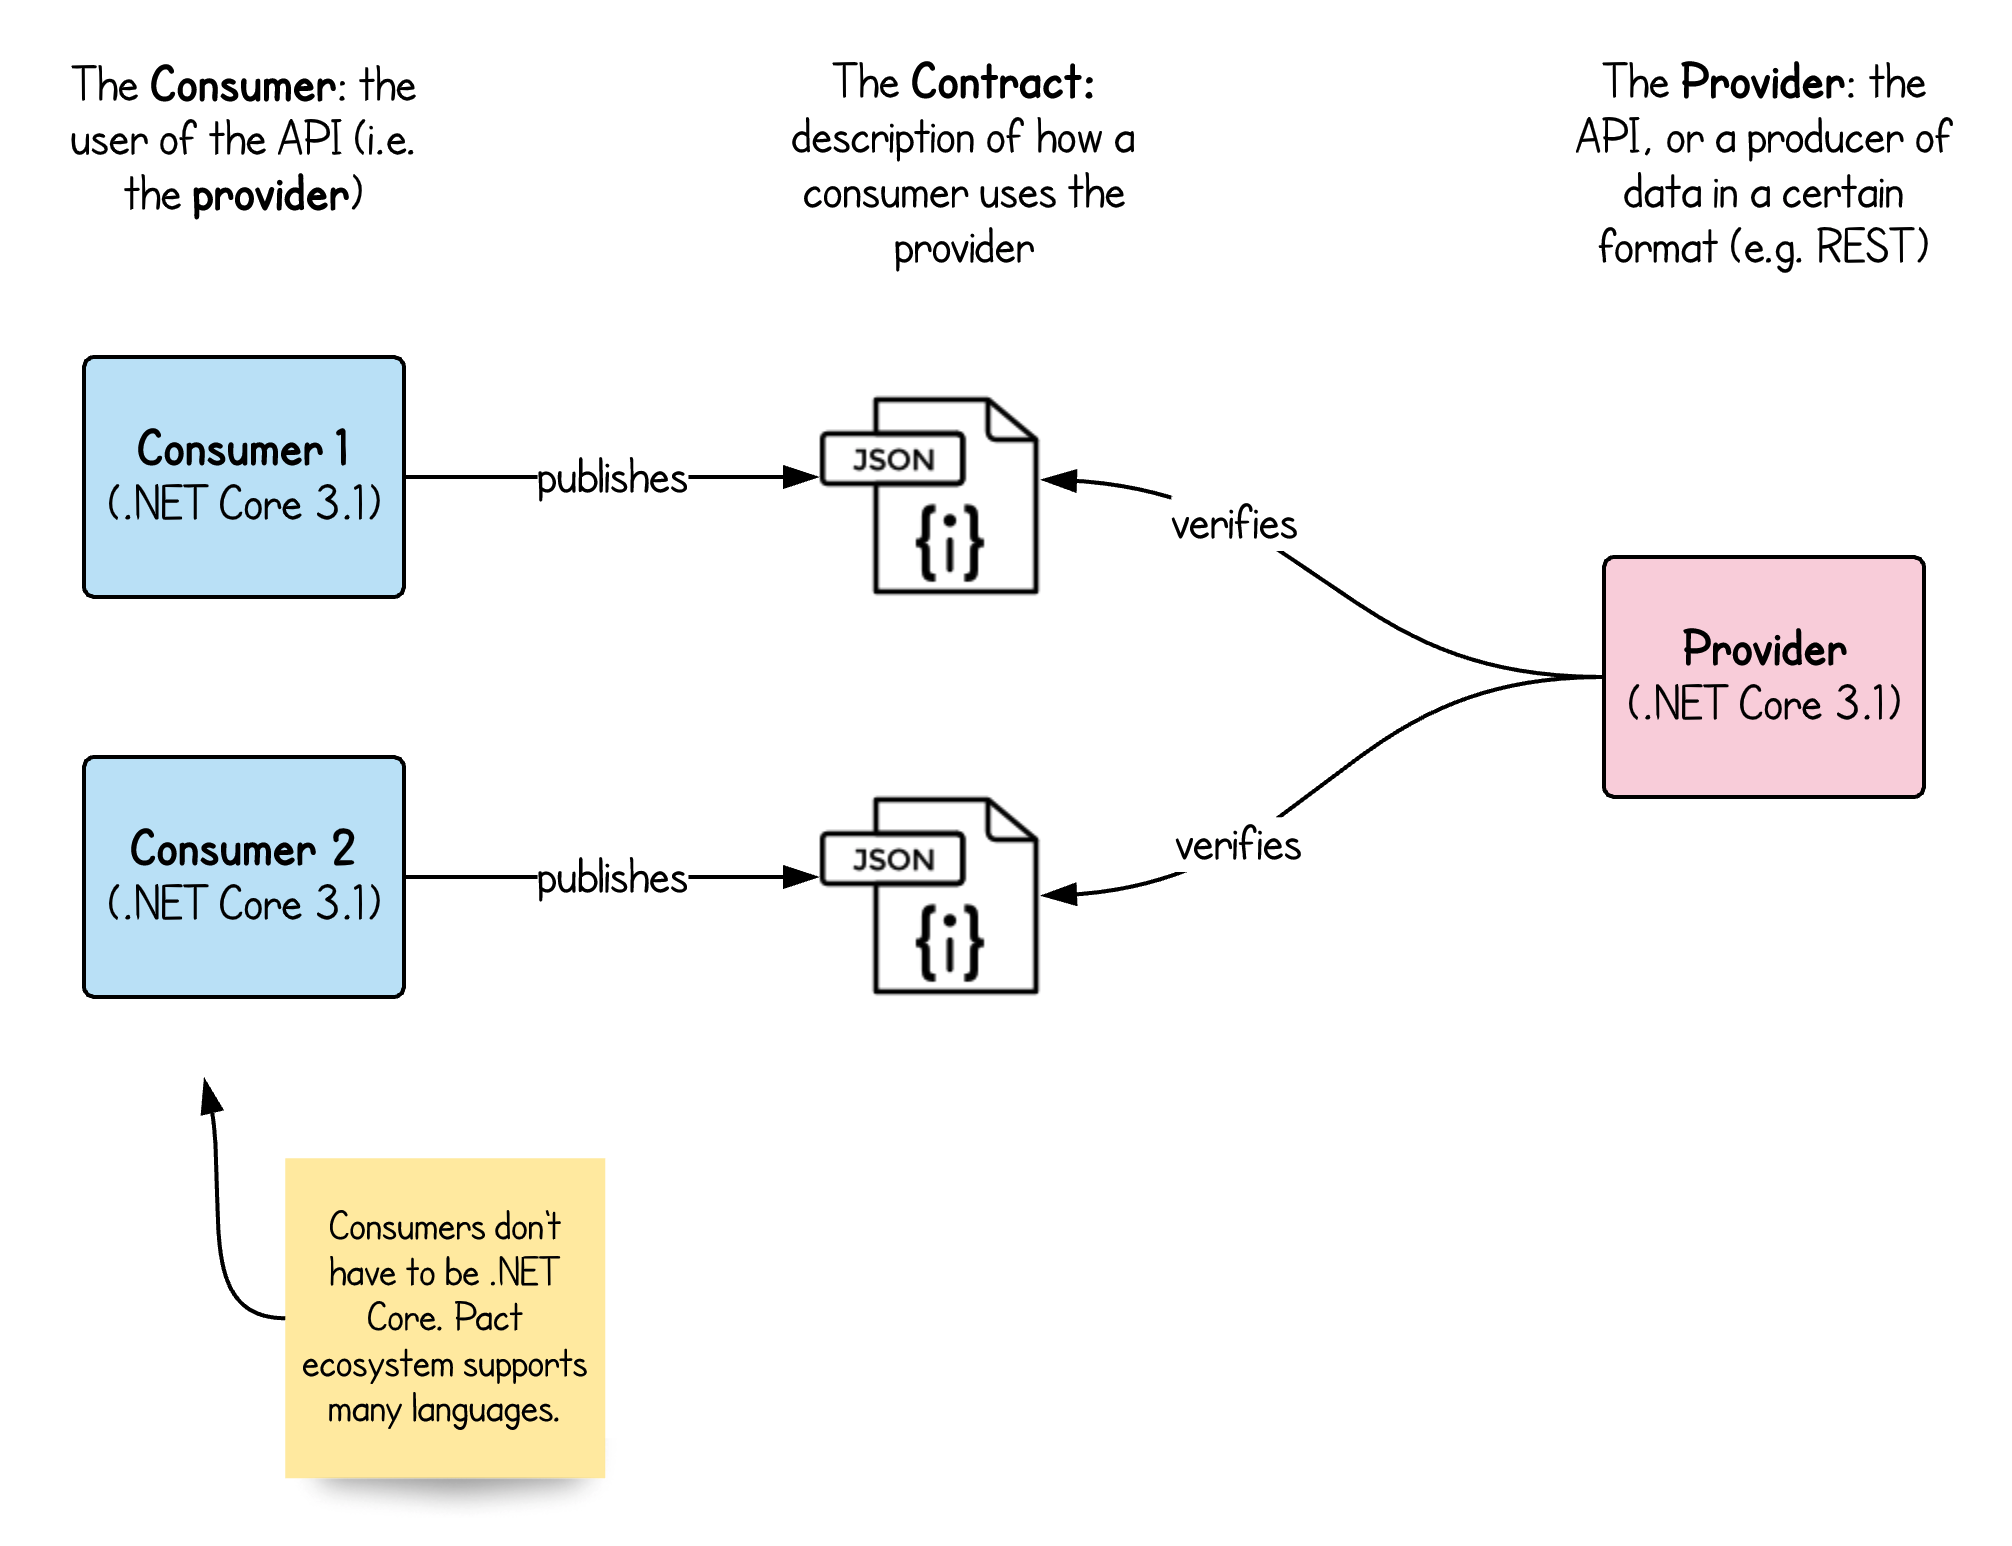 The Consumer: the
user of the API (i.e.
the provider)
The Contract:
description of how a
consumer uses the
provider
The Provider: the
API, or a producer of
data in a certain
format (e.g. REST)
Consumer 1
(.NET Core 3.1)
publishes
JSON
{i}
verifies
Provider
(.NET Core 3.1)
Consumer 2
(.NET Core 3.1)
publishes
JSON
{i}
verifies
Consumers don't
have to be .NET
Core. Pact
ecosystem supports
many languages.